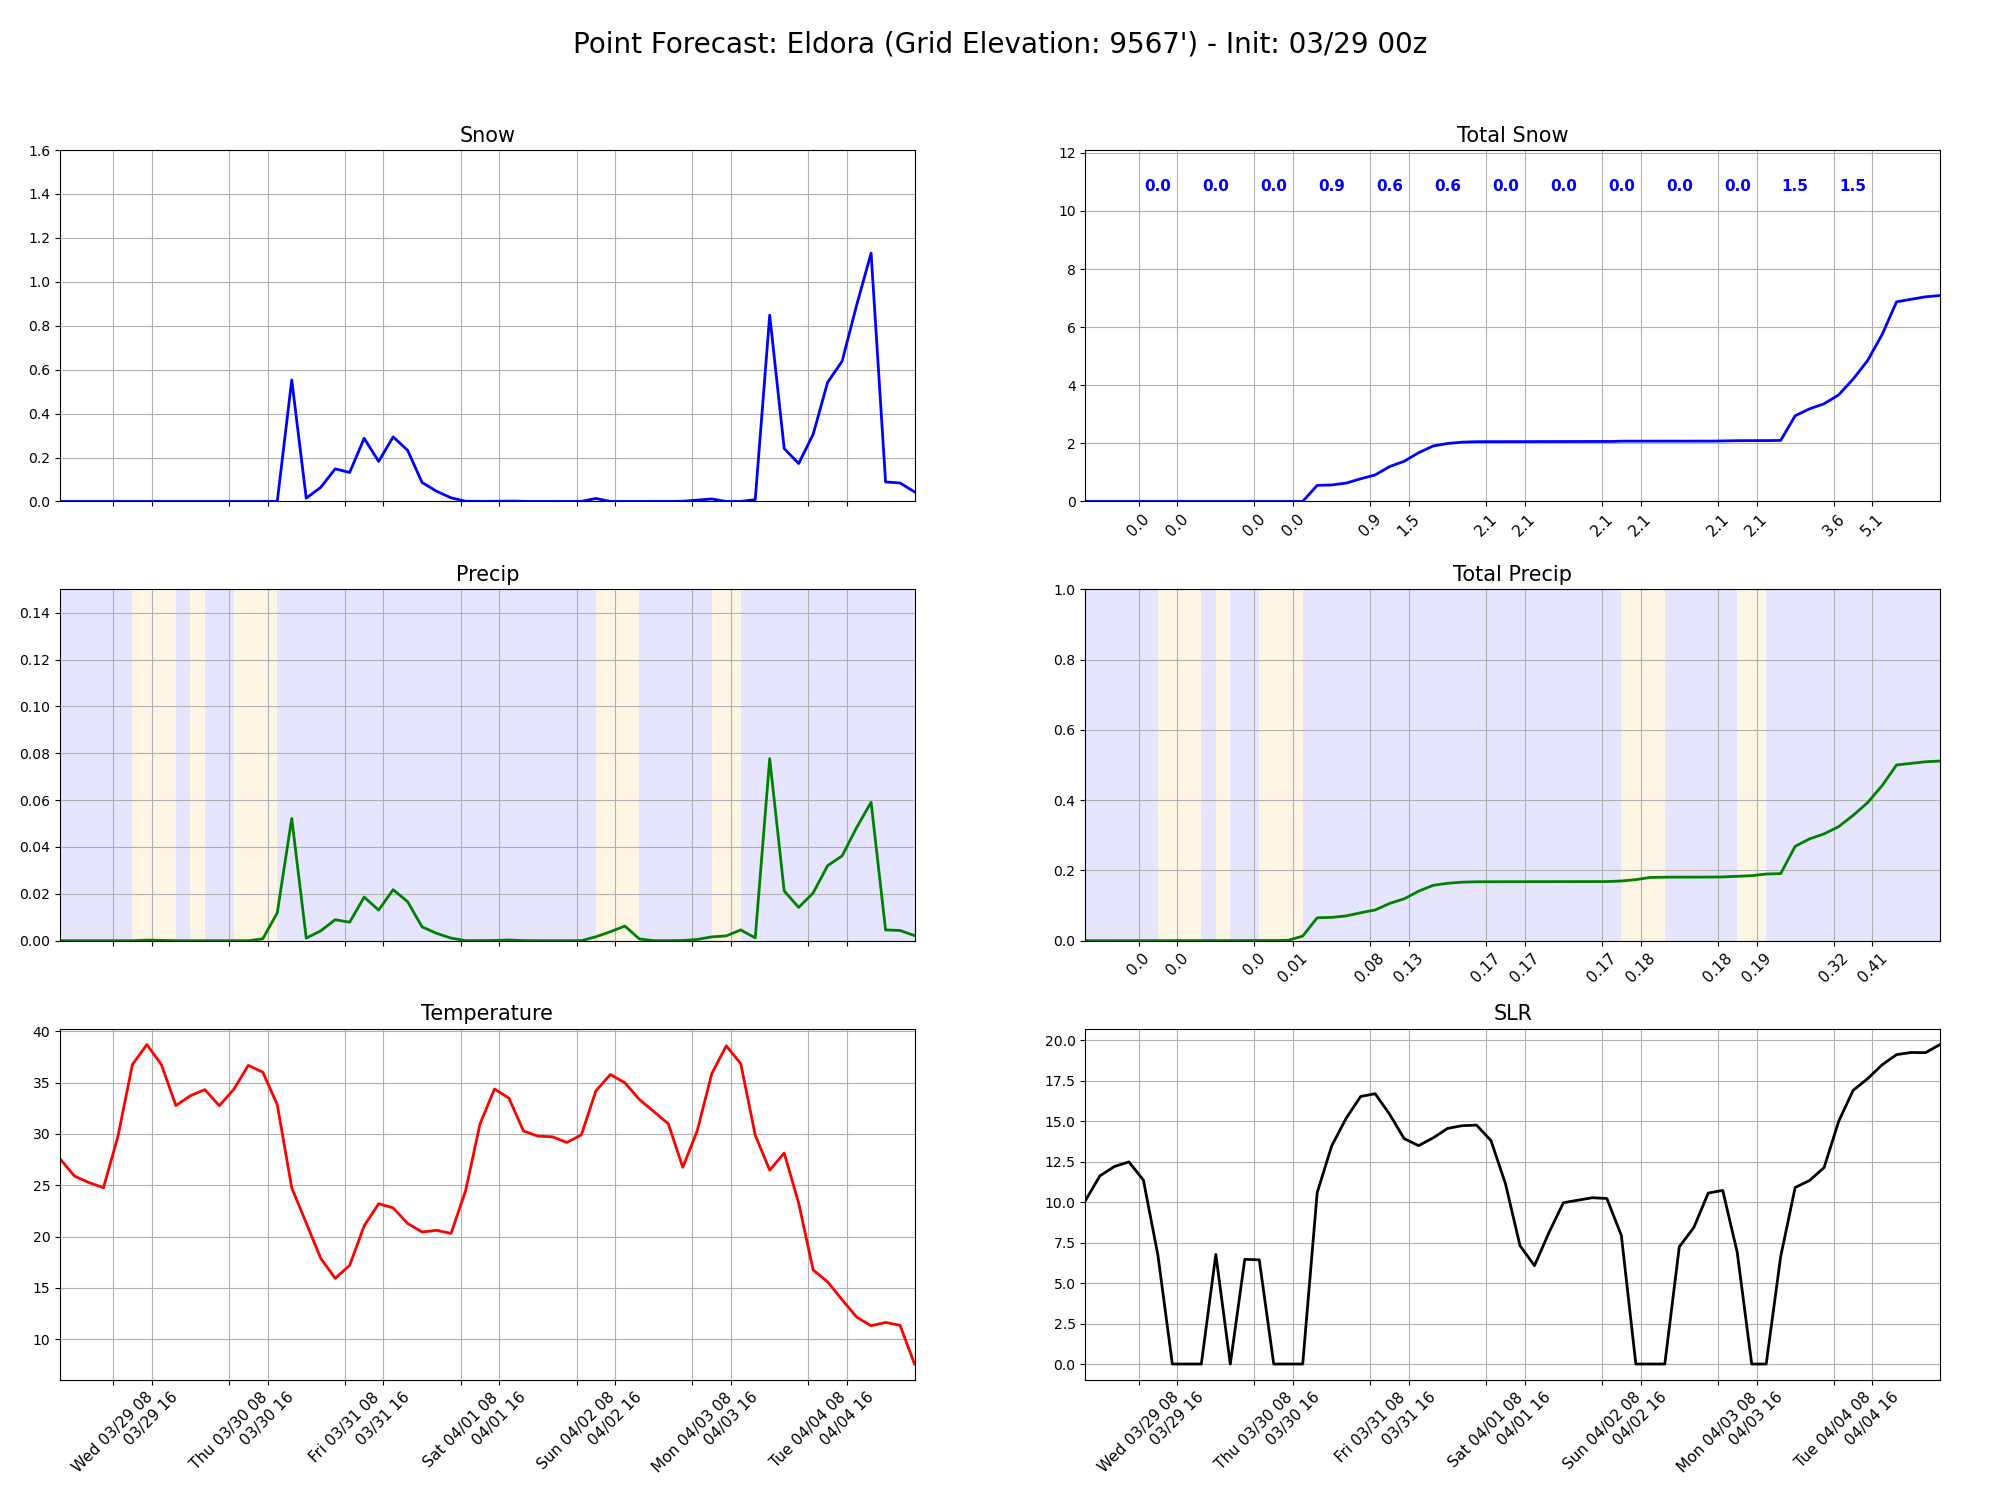 Point Forecast: Eldora (Grid Elevation: 9567') - Init: 03/29 00z
Snow
1.6
1.4
1.2
1.0
0.8
0.6
0.4
0.2
0.0
Total Snow
12
10
8
6
4
2
0
0.0 0.0 0.0 0.9 0.6 0.6 0.0 0.0 0.0 0.0 0.0 1.5 1.5
0.0 0.0 0.0 0.0 0.9 1.5 2.1 2.1 2.1 2.1 2.1 2.1 3.6 5.1
Precip
0.14
0.12
0.10
0.08
0.06
0.04
0.02
0.00
Total Precip
1.0
0.8
0.6
0.4
0.2
0.0
0.0 0.0 0.0 0.01 0.08 0.13 0.17 0.17 0.17 0.18 0.18 0.19 0.32 0.41
Temperature
40
35
30
25
20
15
10
Wed 03/29 08
03/29 16
Thu 03/30 08
03/30 16
Fri 03/31 08
03/31 16
Sat 04/01 08
04/01 16
Sun 04/02 08
04/02 16
Mon 04/03 08
04/03 16
Tue 04/04 08
04/04 16
SLR
20.0
17.5
15.0
12.5
10.0
7.5
5.0
2.5
0.0
Wed 03/29 08
03/29 16
Thu 03/30 08
03/30 16
Fri 03/31 08
03/31 16
Sat 04/01 08
04/01 16
Sun 04/02 08
04/02 16
Mon 04/03 08
04/03 16
Tue 04/04 08
04/04 16